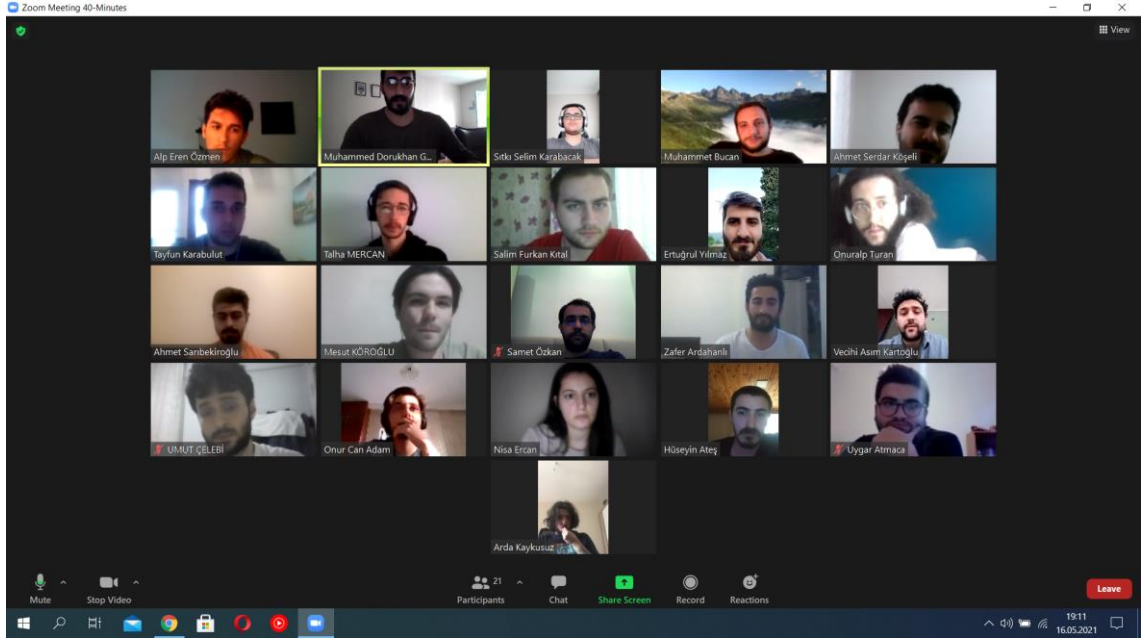 Zoom Meeting 40-Minutes
View
Alp Eren Özmen
Muhammed Dorukhan G...
Sıtkı Selim Karabacak
Muhammet Bucan
Ahmet Serdar Köşeli
Tayfun Karabulut
Talha MERCAN
Salim Furkan Kıtal
Ertuğrul Yılmaz
Onuralp Turan
Ahmet Sarıbekiroğlu
Mesut KÖROĞLU
Samet Özkan
Zafer Ardahanlı
Vecihi Asım Kartoğlu
UMUT ÇELEBİ
Onur Can Adam
Nisa Ercan
Hüseyin Ateş
Uygar Atmaca
Arda Kaykusuz
21
Mute
Stop Video
Participants
Chat
Share Screen
Record
Reactions
Leave
19:11
16.05.2021